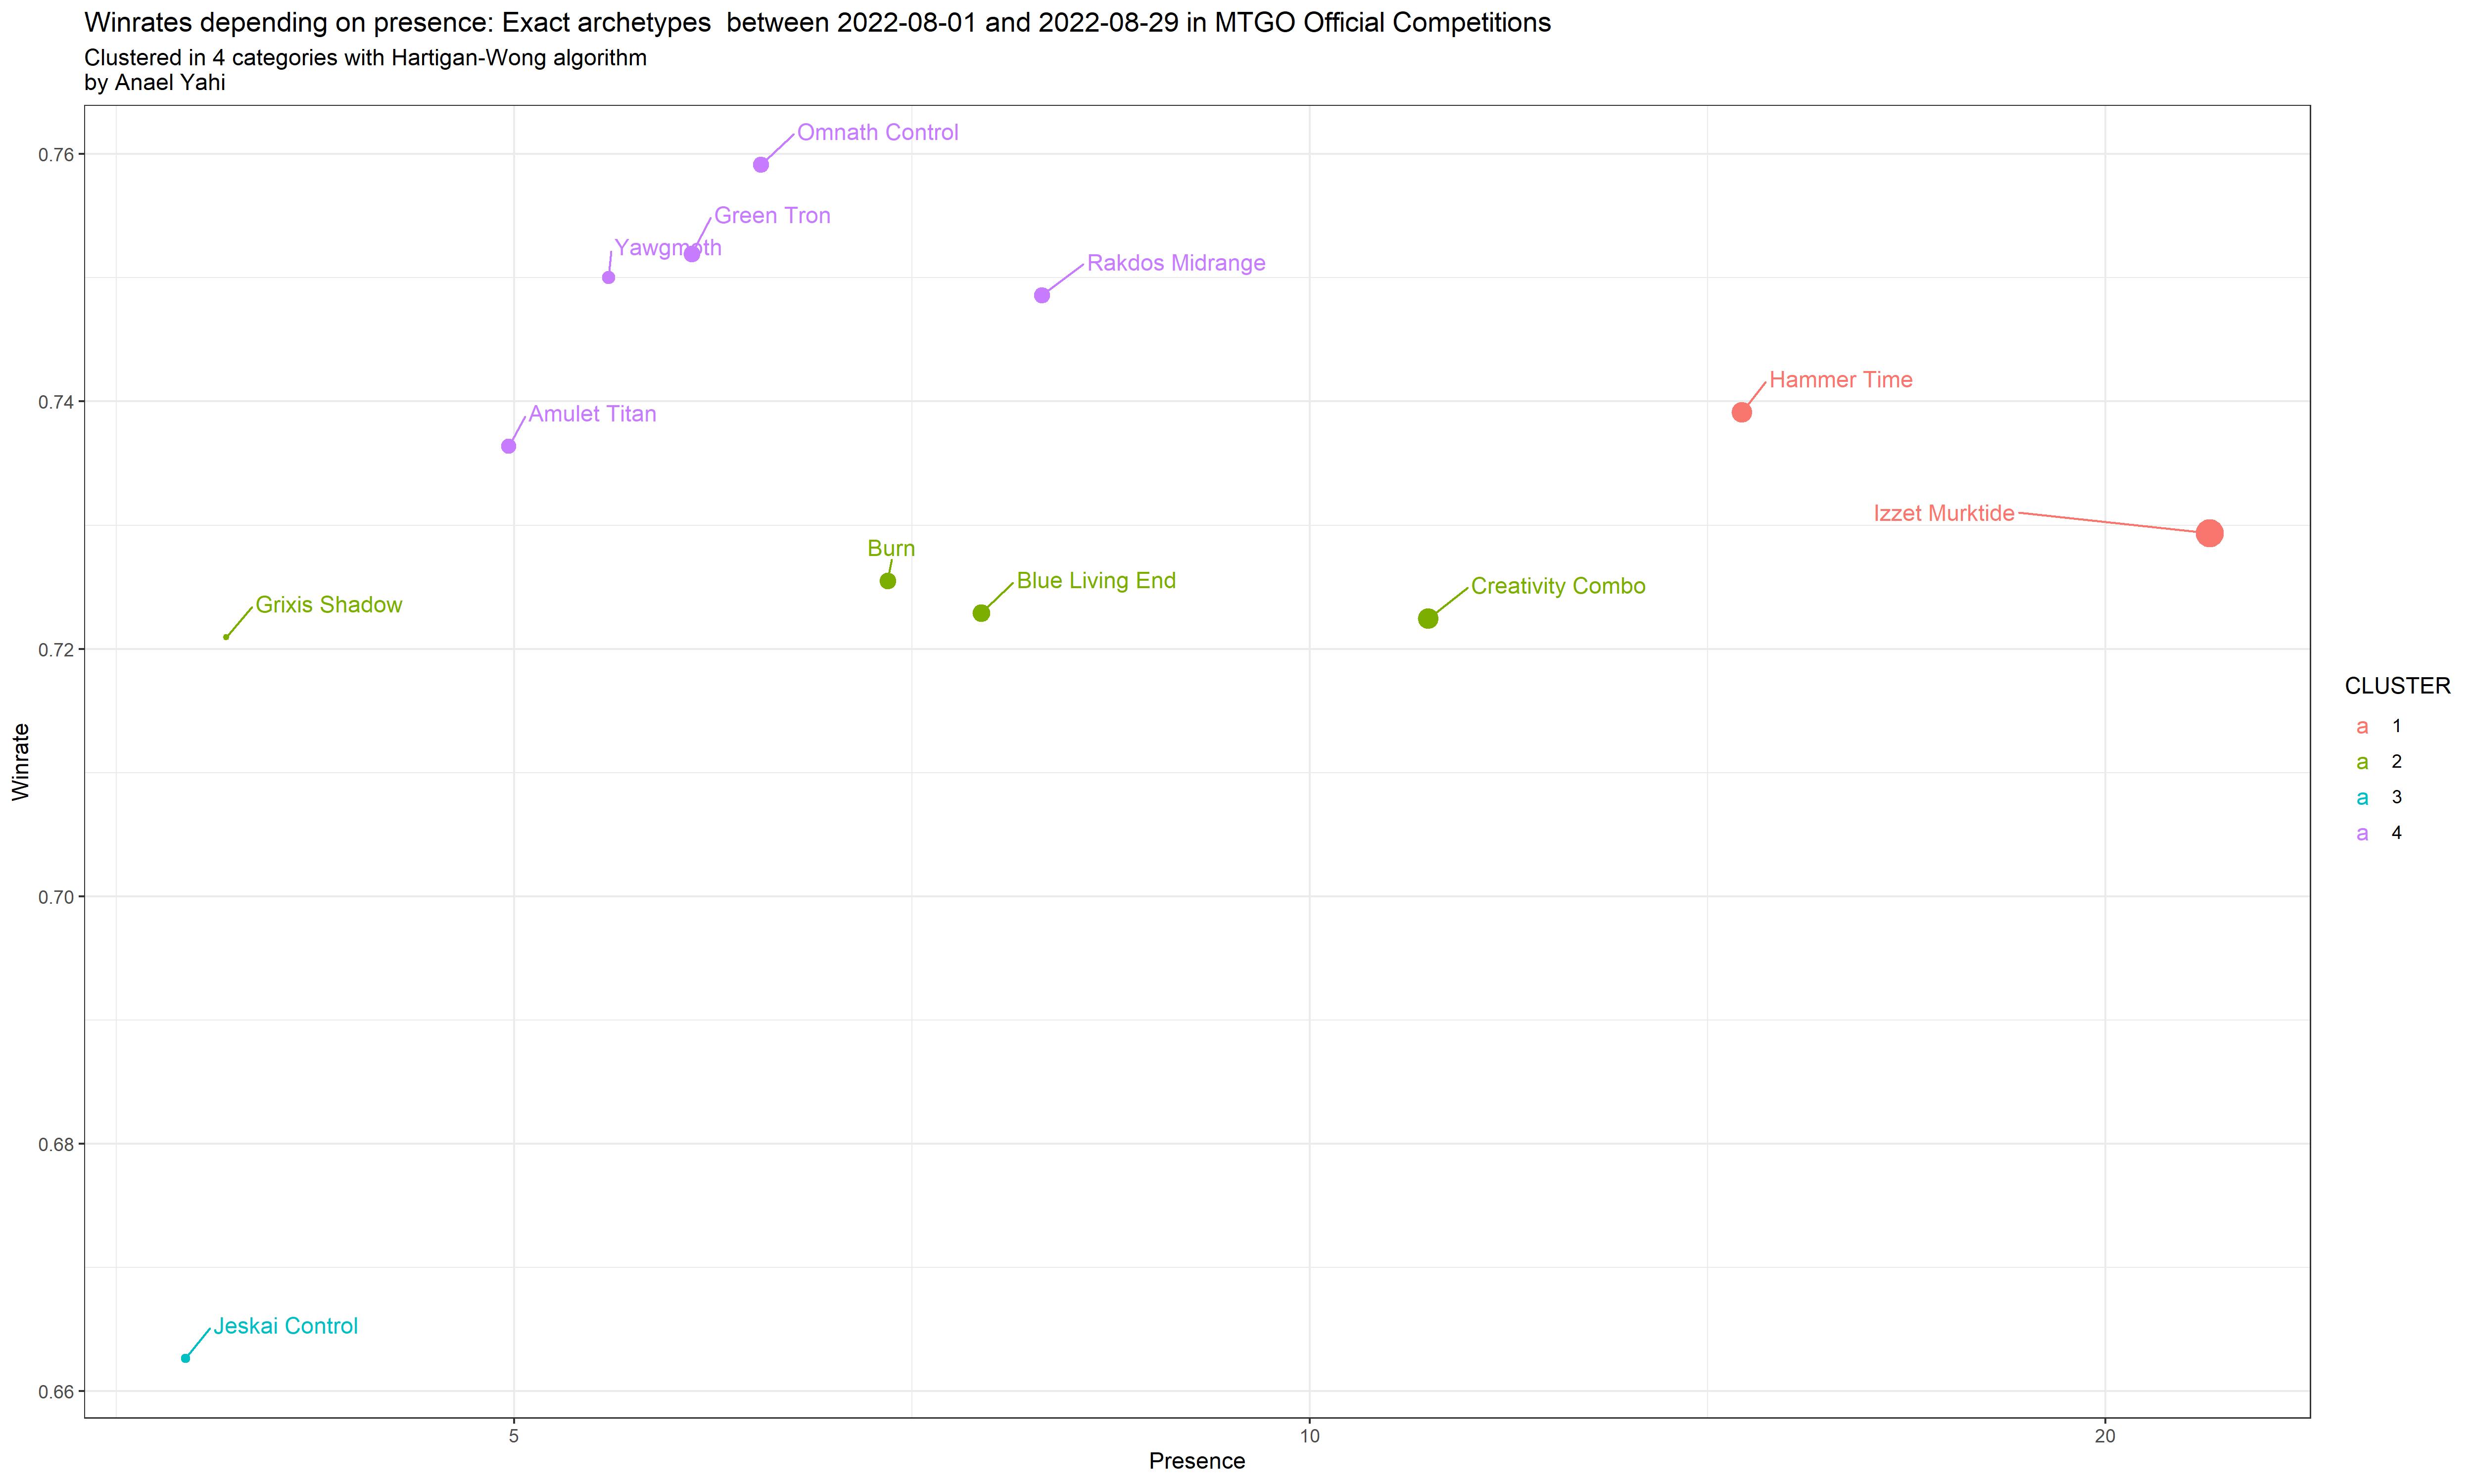 Winrates depending on presence: Exact archetypes  between 2022-08-01 and 2022-08-29 in MTGO Official Competitions
Clustered in 4 categories with Hartigan-Wong algorithm
by Anael Yahi
Omnath Control
0.76
Green Tron
Yawgmoth
Rakdos Midrange
Hammer Time
0.74
Amulet Titan
Izzet Murktide
Burn
Blue Living End
Creativity Combo
Grixis Shadow
0.72
CLUSTER
a 1
a 2
a 3
a 4
Winrate
0.70
0.68
Jeskai Control
0.66
5
10
20
Presence